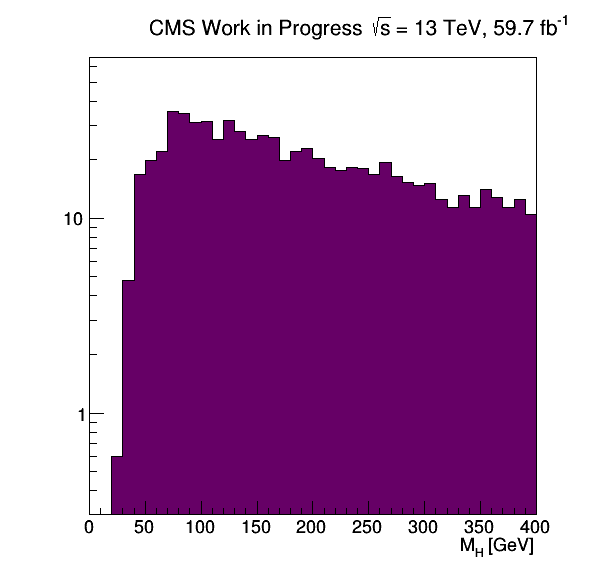 CMS Work in Progress √s = 13 TeV, 59.7 fb⁻¹
10
1
0 50 100 150 200 250 300 350 400
M_H [GeV]